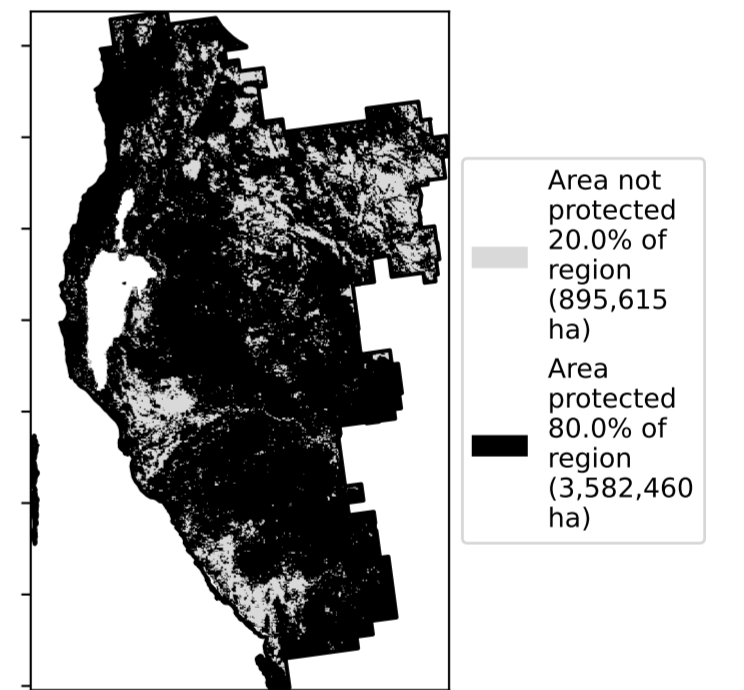 Area not
protected
20.0% of
region
(895,615
ha)
Area
protected
80.0% of
region
(3,582,460
ha)